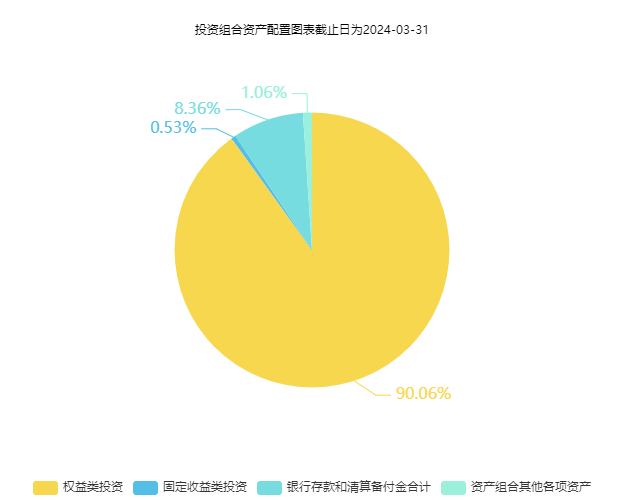 投资组合资产配置图表截止日为2024-03-31
1.06%
8.36%
0.53%
90.06%
权益类投资 固定收益类投资 银行存款和清算备付金合计 资产组合其他各项资产